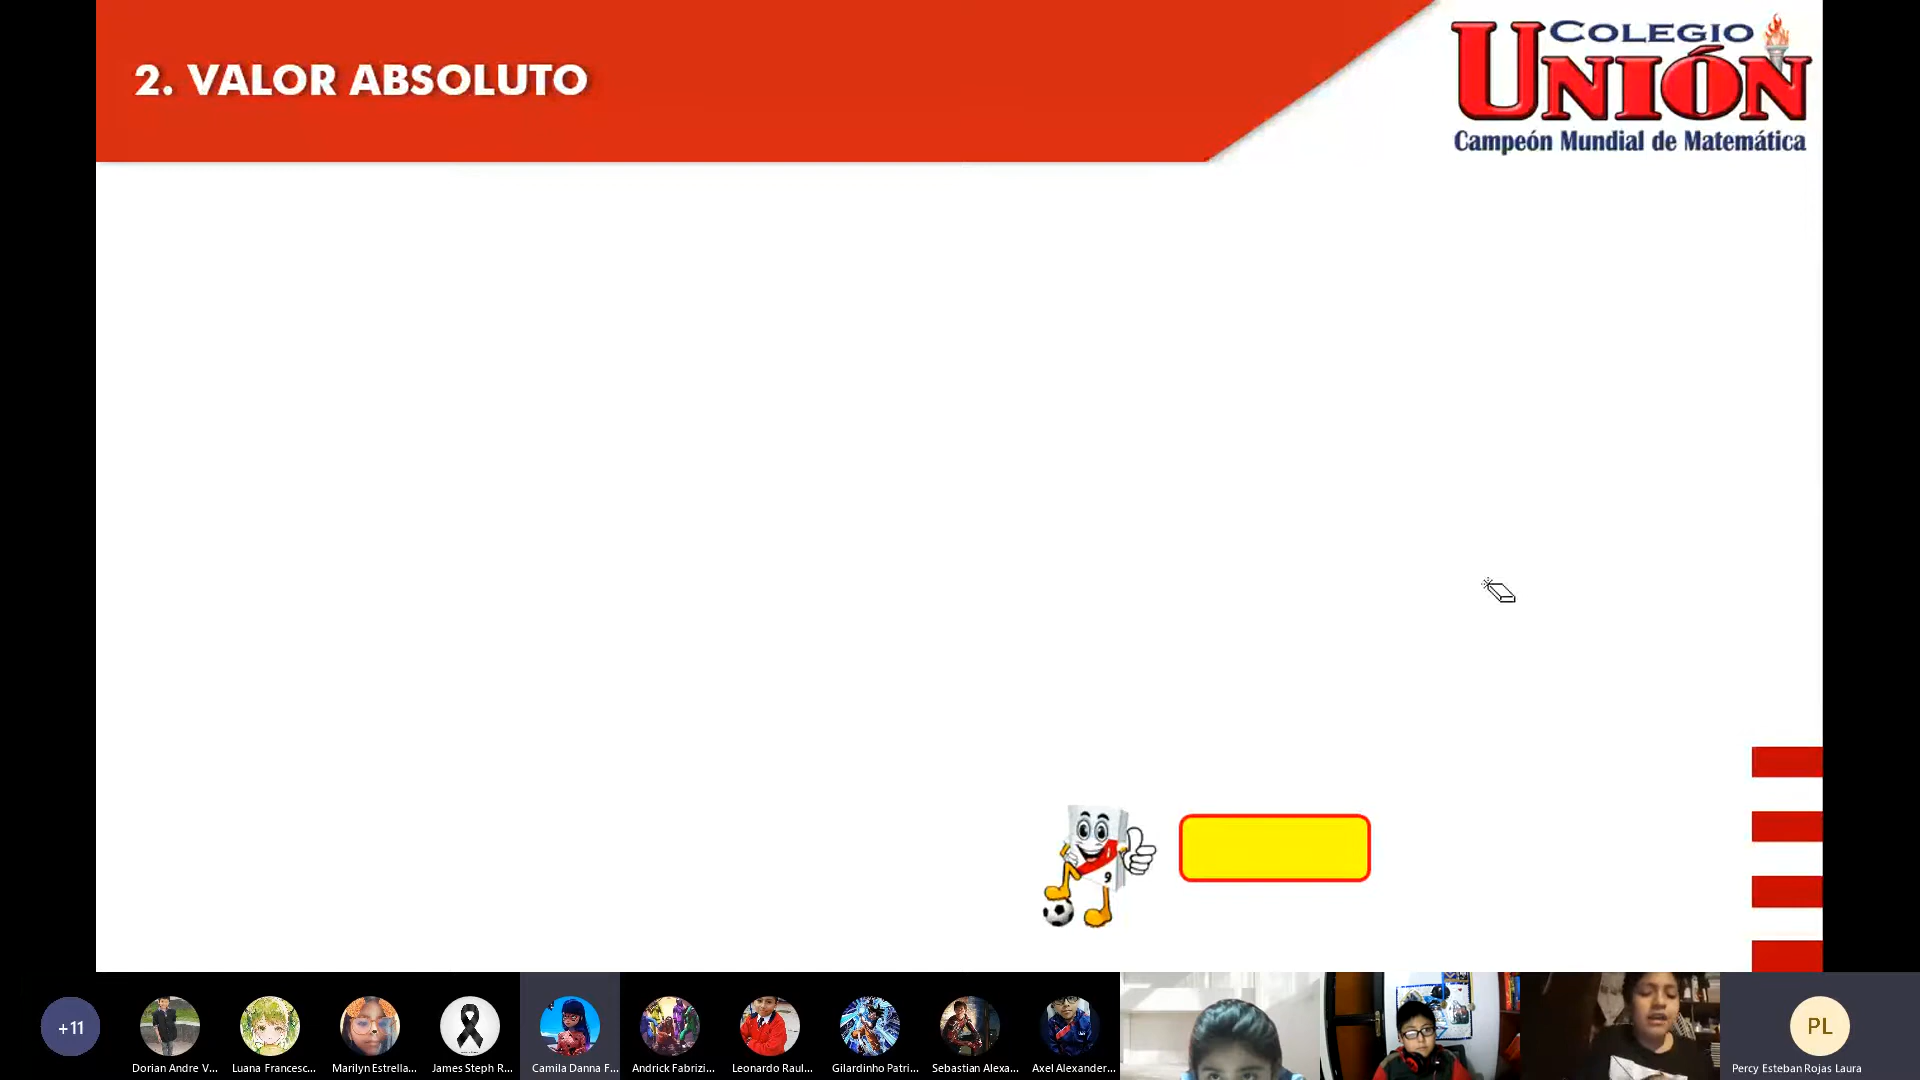 2. VALOR ABSOLUTO
COLEGIO
UNIÓN
Campeón Mundial de Matemática
9
+11
Dorian Andre V...
Luana Francesc...
Marilyn Estrella...
James Steph R...
Camila Danna F...
Andrick Fabrizi...
Leonardo Raul...
Gilardinho Patri...
Sebastian Alexa...
Axel Alexander...
PL
Percy Esteban Rojas Laura